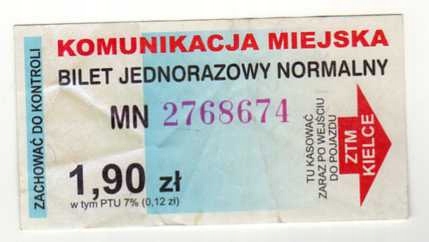 KOMUNIKACJA MIEJSKA
BILET JEDNORAZOWY NORMALNY
MN 2768674
1,90 zł
w tym PTU 7% (0,12 zł)
ZACHOWAĆ DO KONTROLI
TU KASOWAĆ
ZARAZ PO WEJŚCIU
DO POJAZDU
ZTM
KIELCE